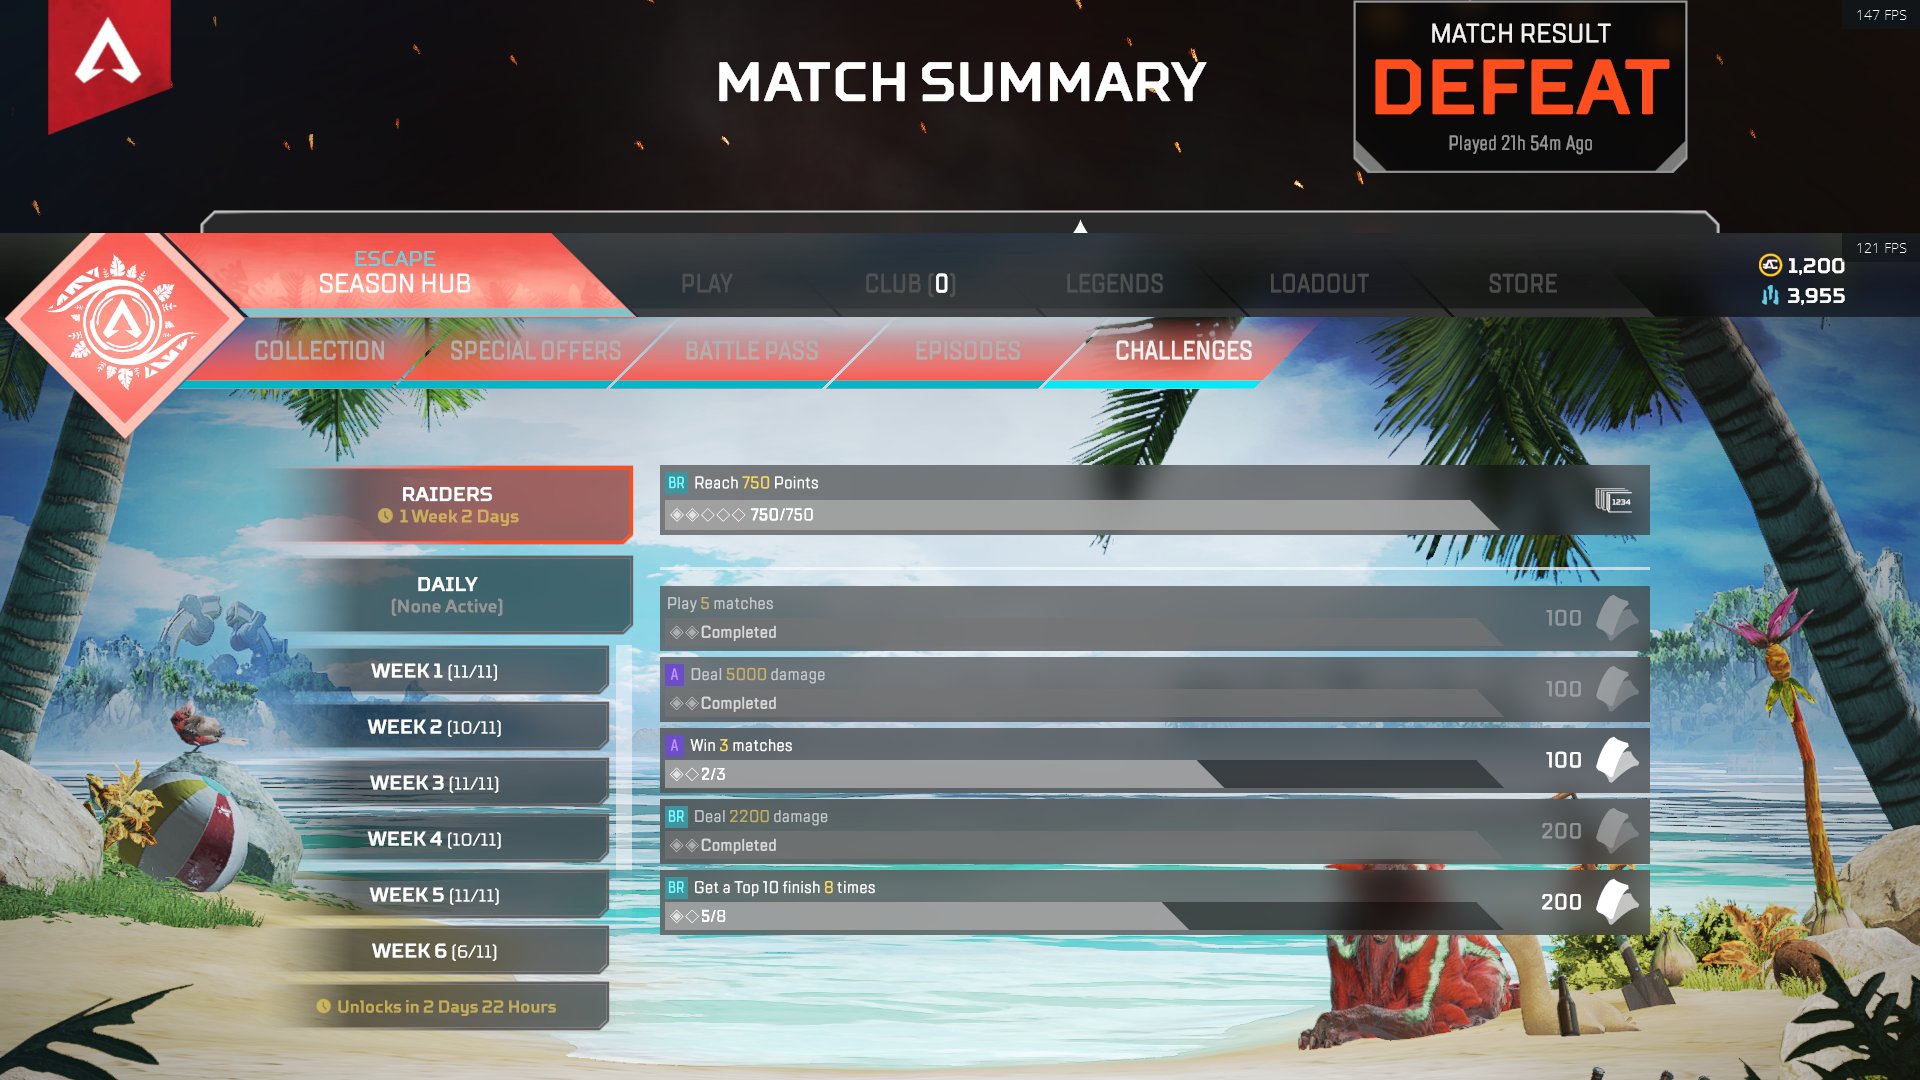 147 FPS
MATCH SUMMARY
MATCH RESULT
DEFEAT
Played 21h 54m Ago
121 FPS
ESCAPE
SEASON HUB
PLAY
CLUB (0)
LEGENDS
LOADOUT
STORE
1,200
3,955
COLLECTION
SPECIAL OFFERS
BATTLE PASS
EPISODES
CHALLENGES
RAIDERS
1 Week 2 Days
DAILY
(None Active)
WEEK 1 (11/11)
WEEK 2 (10/11)
WEEK 3 (11/11)
WEEK 4 (10/11)
WEEK 5 (11/11)
WEEK 6 (6/11)
Unlocks in 2 Days 22 Hours
BR Reach 750 Points
750/750
1234
Play 5 matches
Completed
100
A Deal 5000 damage
Completed
100
A Win 3 matches
2/3
100
BR Deal 2200 damage
Completed
200
BR Get a Top 10 finish 8 times
5/8
200